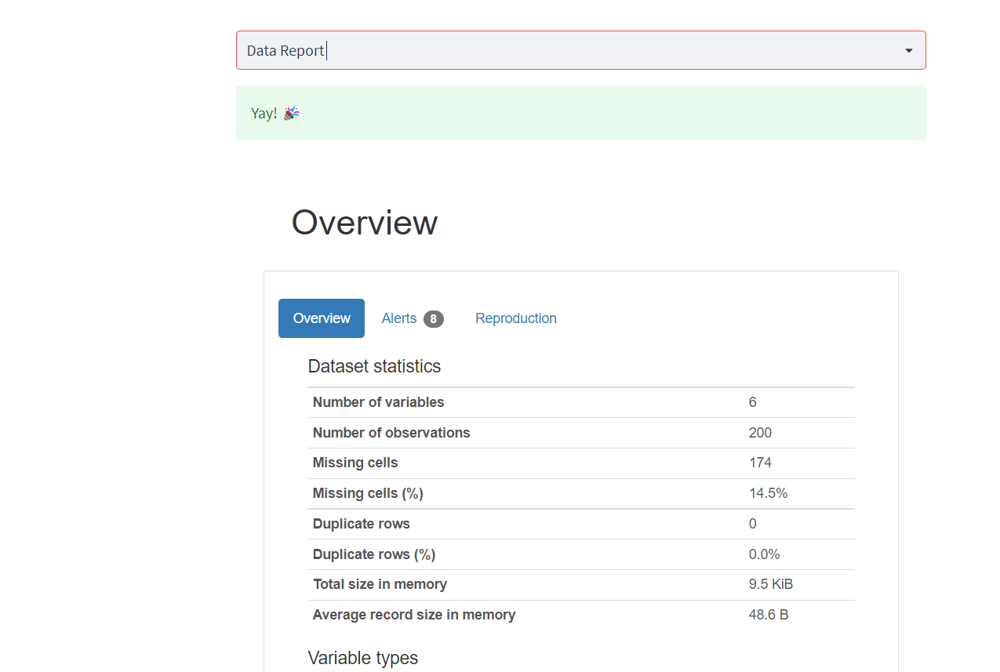 Data Report
Yay! 🎉
Overview
Overview Alerts 8 Reproduction
Dataset statistics
Number of variables 6
Number of observations 200
Missing cells 174
Missing cells (%) 14.5%
Duplicate rows 0
Duplicate rows (%) 0.0%
Total size in memory 9.5 KiB
Average record size in memory 48.6 B
Variable types